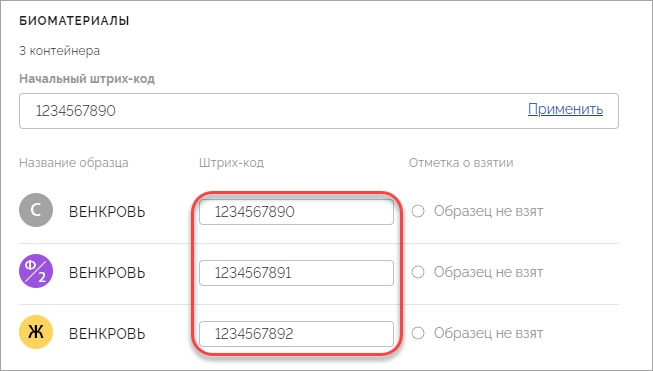 БИОМАТЕРИАЛЫ
3 контейнера
Начальный штрих-код
1234567890 Применить
Название образца Штрих-код Отметка о взятии
С ВЕНКРОВЬ 1234567890 Образец не взят
Ф/2 ВЕНКРОВЬ 1234567891 Образец не взят
Ж ВЕНКРОВЬ 1234567892 Образец не взят